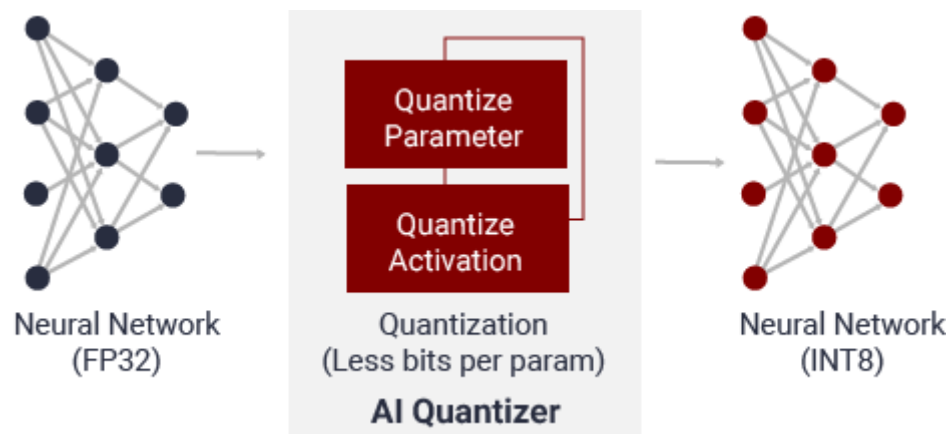 Quantize
Parameter
Quantize
Activation
Neural Network
(FP32)
Quantization
(Less bits per param)
AI Quantizer
Neural Network
(INT8)